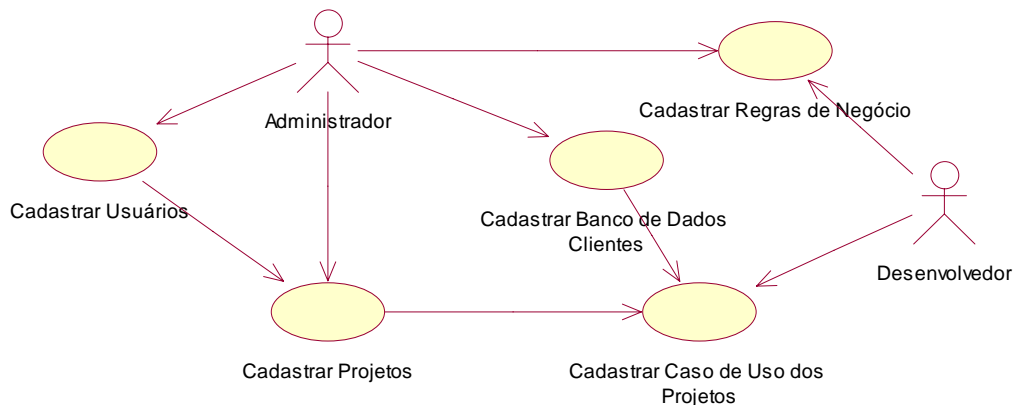 Administrador
Cadastrar Regras de Negócio
Cadastrar Usuários
Cadastrar Banco de Dados
Clientes
Desenvolvedor
Cadastrar Projetos
Cadastrar Caso de Uso dos
Projetos